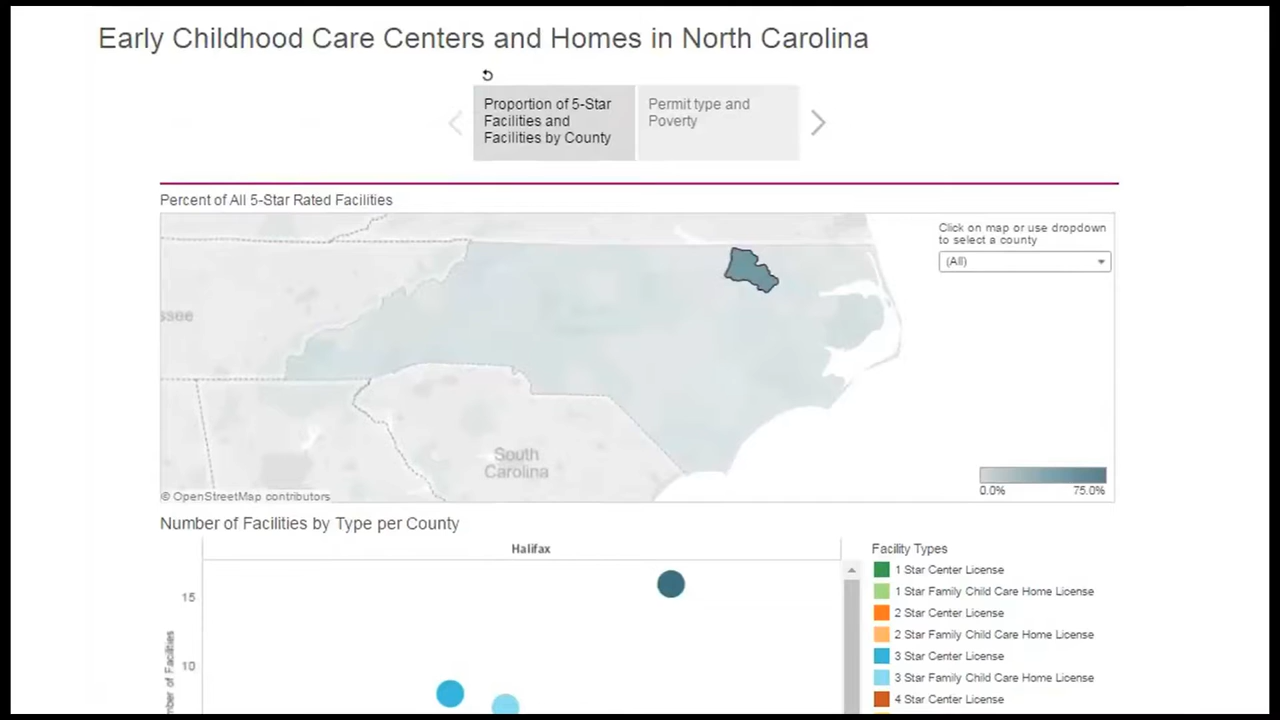 Early Childhood Care Centers and Homes in North Carolina
Proportion of 5-Star
Facilities and
Facilities by County
Permit type and
Poverty
Percent of All 5-Star Rated Facilities
Click on map or use dropdown
to select a county
(All)
ssee
South
Carolina
0.0%
75.0%
© OpenStreetMap contributors
Number of Facilities by Type per County
Halifax
15
10
mber of Facilities
Facility Types
1 Star Center License
1 Star Family Child Care Home License
2 Star Center License
2 Star Family Child Care Home License
3 Star Center License
3 Star Family Child Care Home License
4 Star Center License